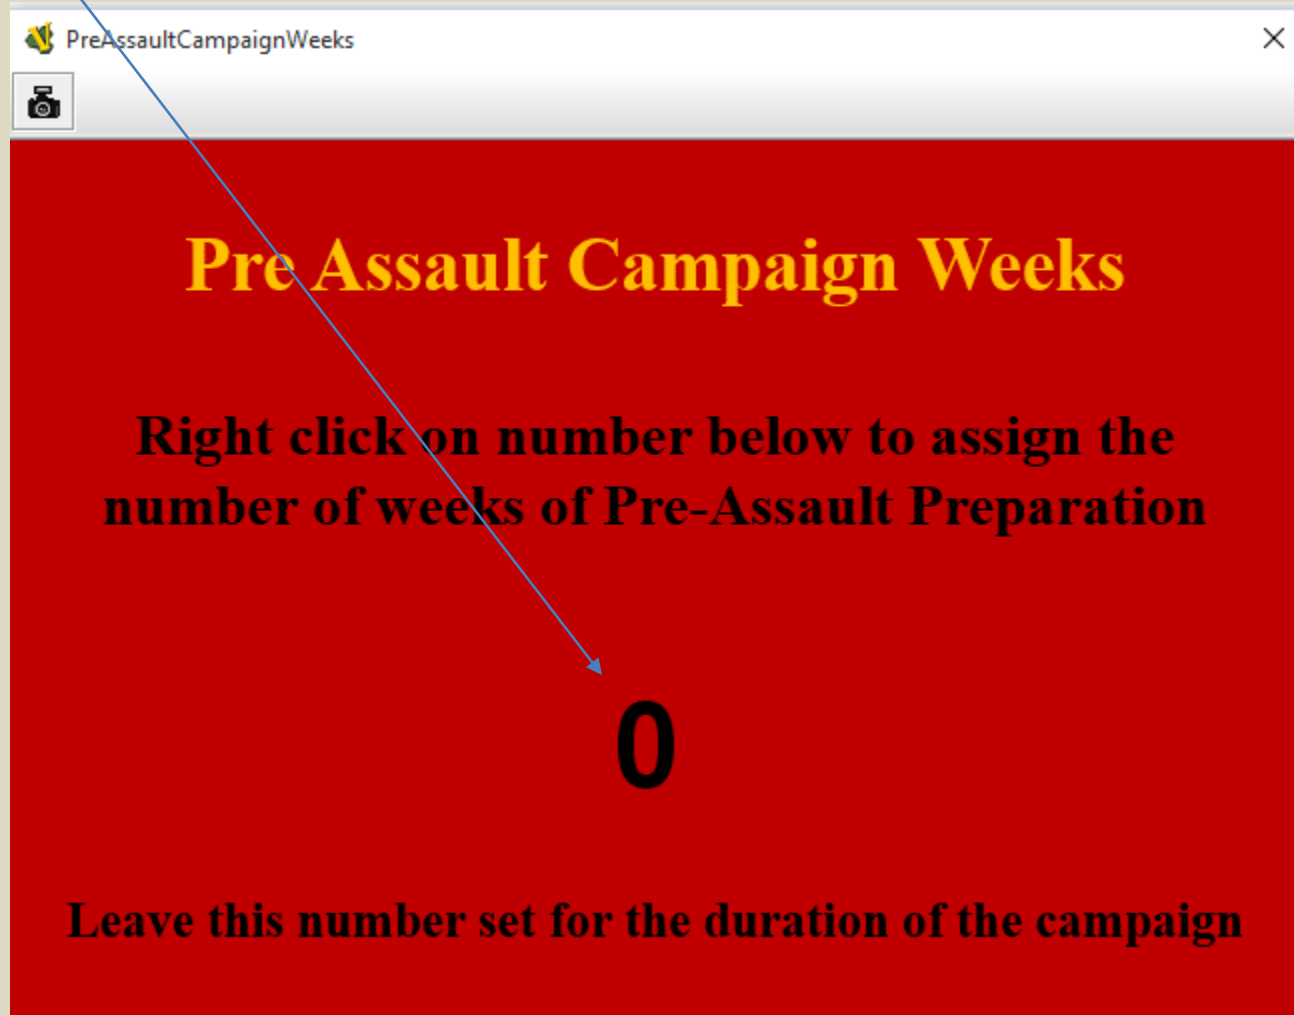 PreAssaultCampaignWeeks
Pre Assault Campaign Weeks
Right click on number below to assign the
number of weeks of Pre-Assault Preparation
0
Leave this number set for the duration of the campaign